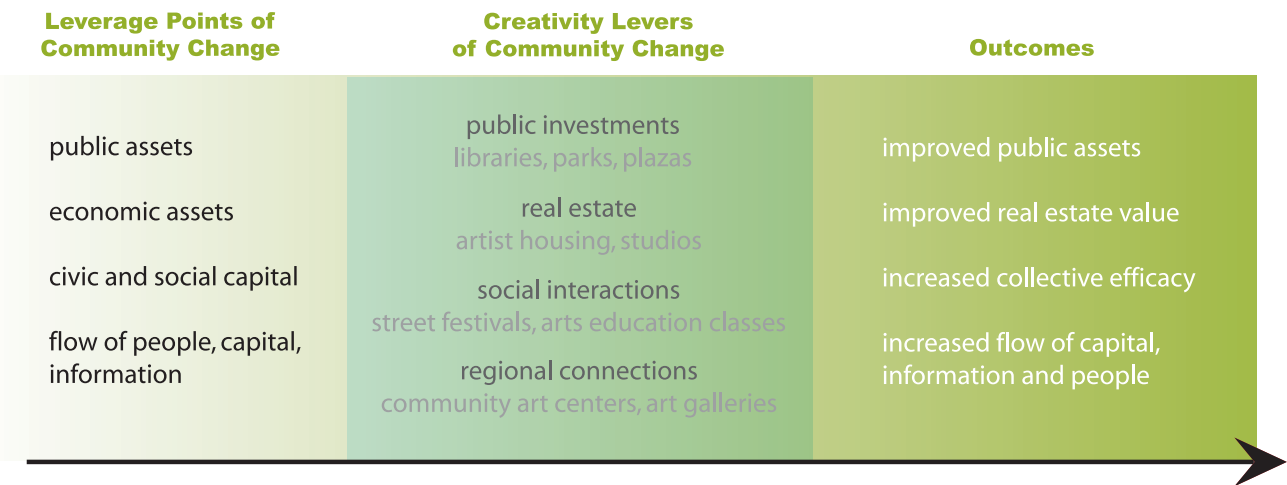 Leverage Points of
Community Change
Creativity Levers
of Community Change
Outcomes
public assets
economic assets
civic and social capital
flow of people, capital,
information
public investments
libraries, parks, plazas
real estate
artist housing, studios
social interactions
street festivals, arts education classes
regional connections
community art centers, art galleries
improved public assets
improved real estate value
increased collective efficacy
increased flow of capital,
information and people